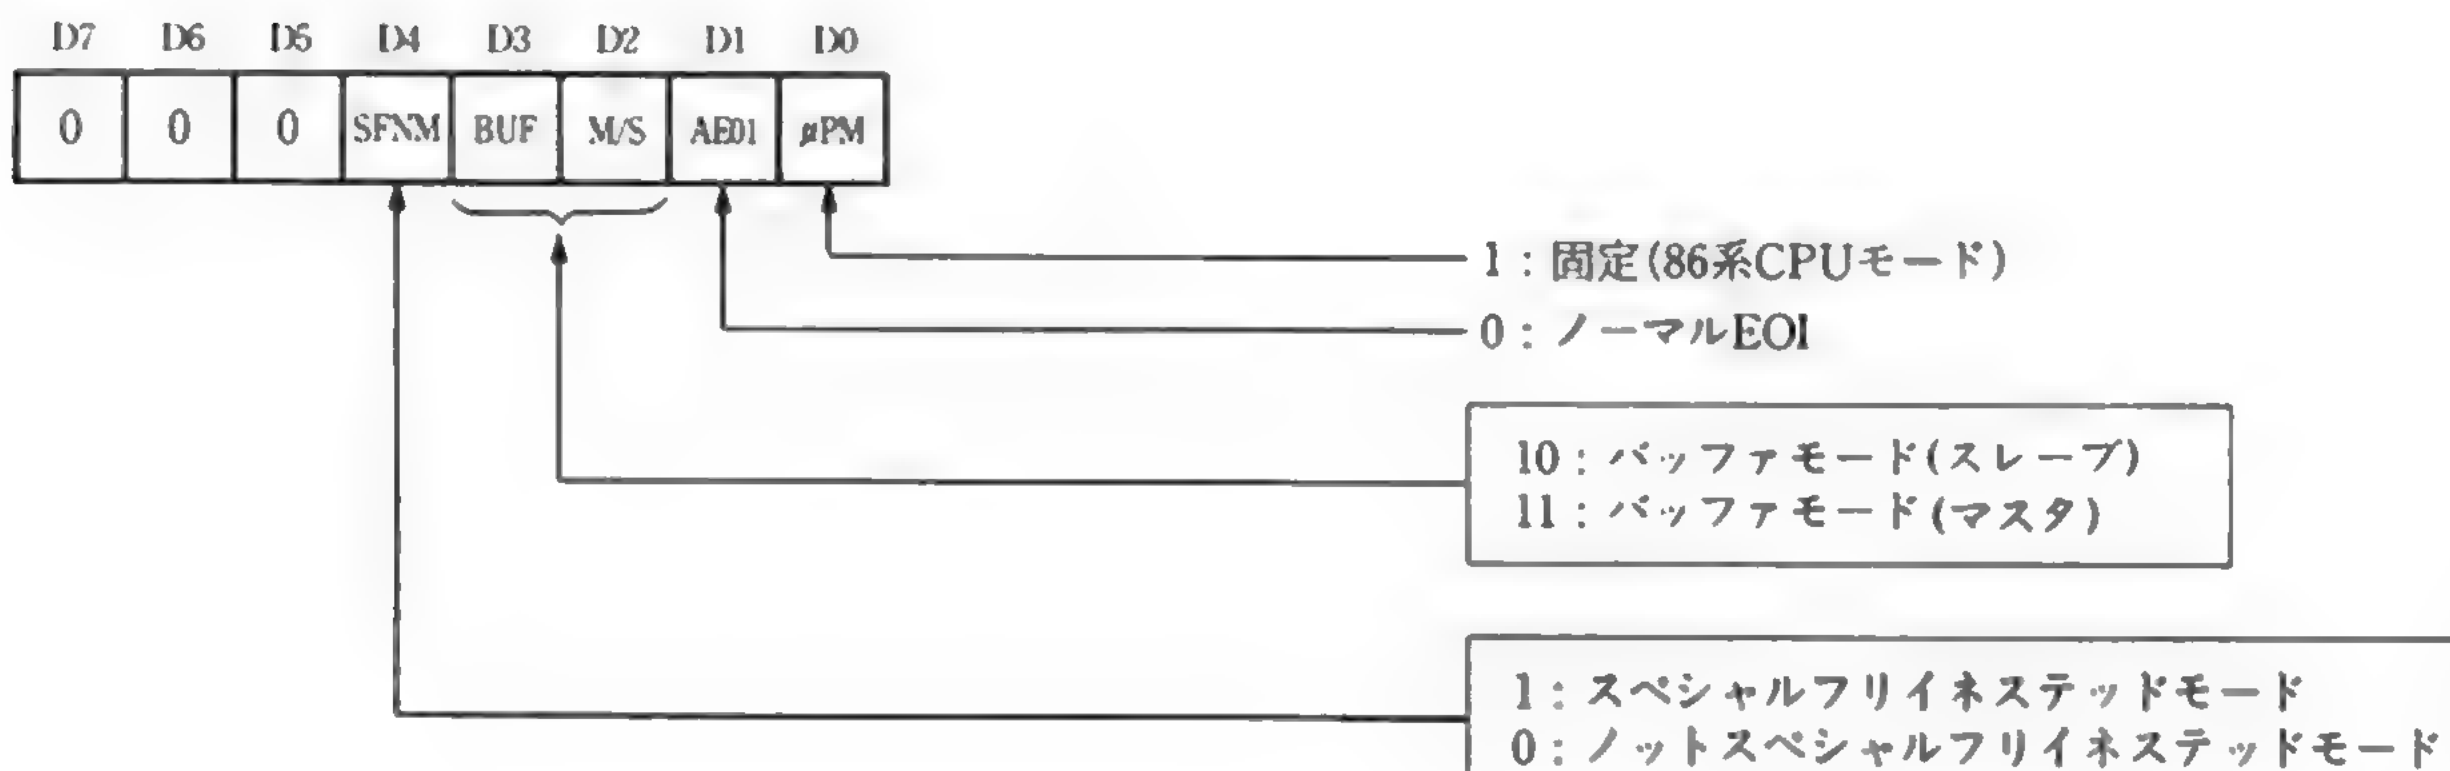 D7 D6 D5 D4 D3 D2 D1 D0
0 0 0 SFNM BUF M/S AE01 μPM
1：固定(86系CPUモード)
0：ノーマルEOI
10：バッファモード(スレーブ)
11：バッファモード(マスタ)
1：スペシャルフリイネステッドモード
0：ノットスペシャルフリイネステッドモード